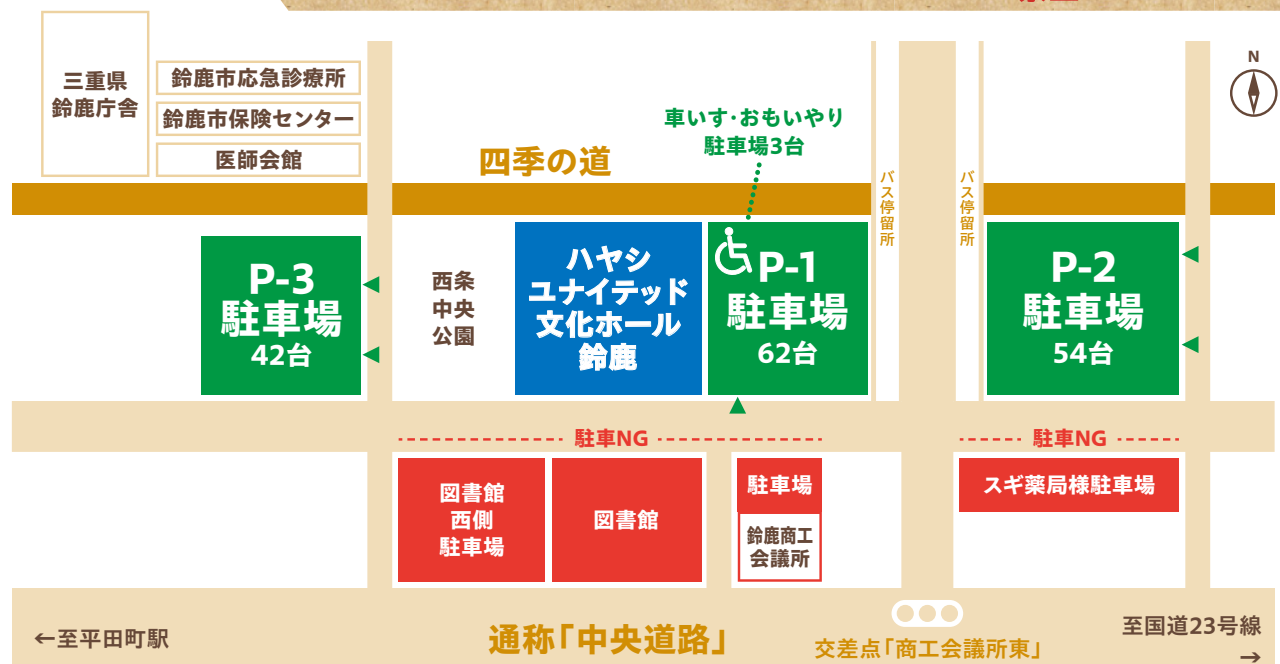 三重県
鈴鹿庁舎
鈴鹿市応急診療所
鈴鹿市保険センター
医師会館
四季の道
車いす・おもいやり
駐車場3台
バス停留所
バス停留所
N
P-3
駐車場
42台
西条
中央
公園
ハヤシ
ユナイテッド
文化ホール
鈴鹿
P-1
駐車場
62台
P-2
駐車場
54台
駐車NG
駐車NG
図書館
西側
駐車場
図書館
駐車場
鈴鹿商工
会議所
スギ薬局様駐車場
←至平田町駅
通称「中央道路」
交差点「商工会議所東」
至国道23号線
→